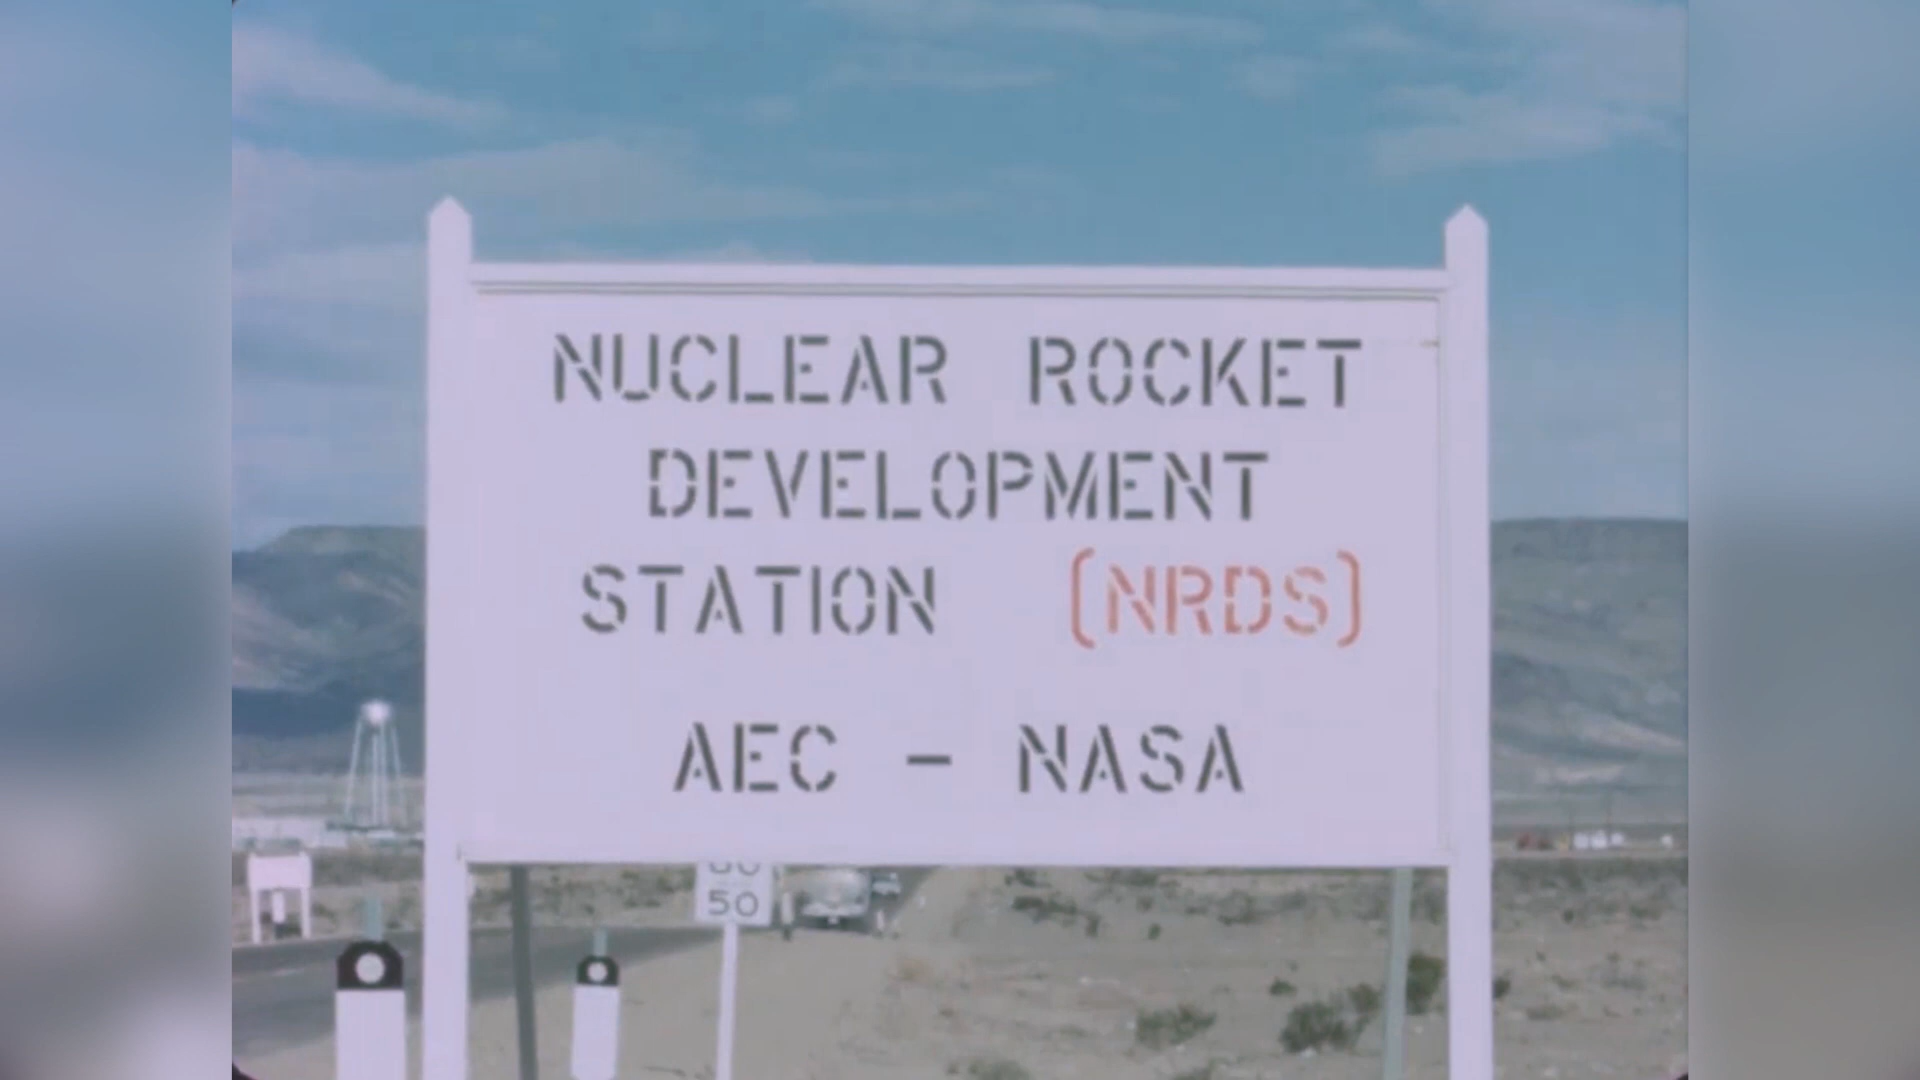 NUCLEAR ROCKET
DEVELOPMENT
STATION (NRDS)
AEC - NASA
50